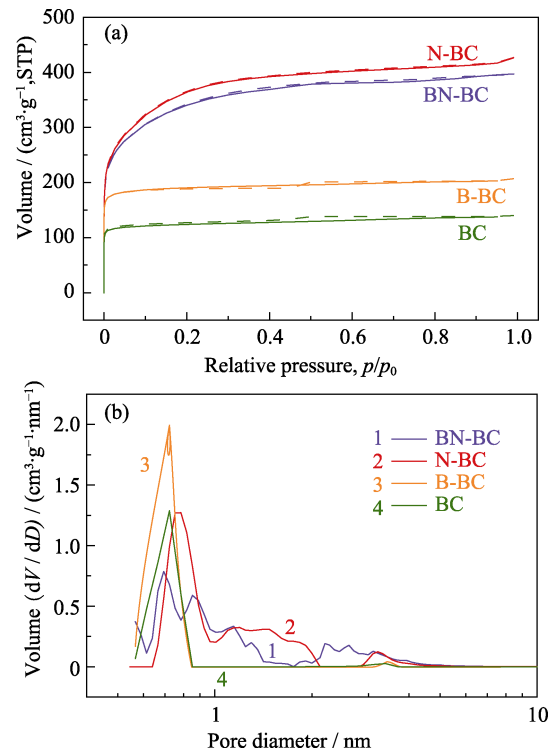 (a)
500
400
300
200
100
0
Volume / (cm³·g⁻¹,STP)
N-BC
BN-BC
B-BC
BC
0 0.2 0.4 0.6 0.8 1.0
Relative pressure, p/p₀
(b)
2.0
1.5
1.0
0.5
0
Volume (dV / dD) / (cm³·g⁻¹·nm⁻¹)
1 BN-BC
2 N-BC
3 B-BC
4 BC
3
2
1
4
1 10
Pore diameter / nm